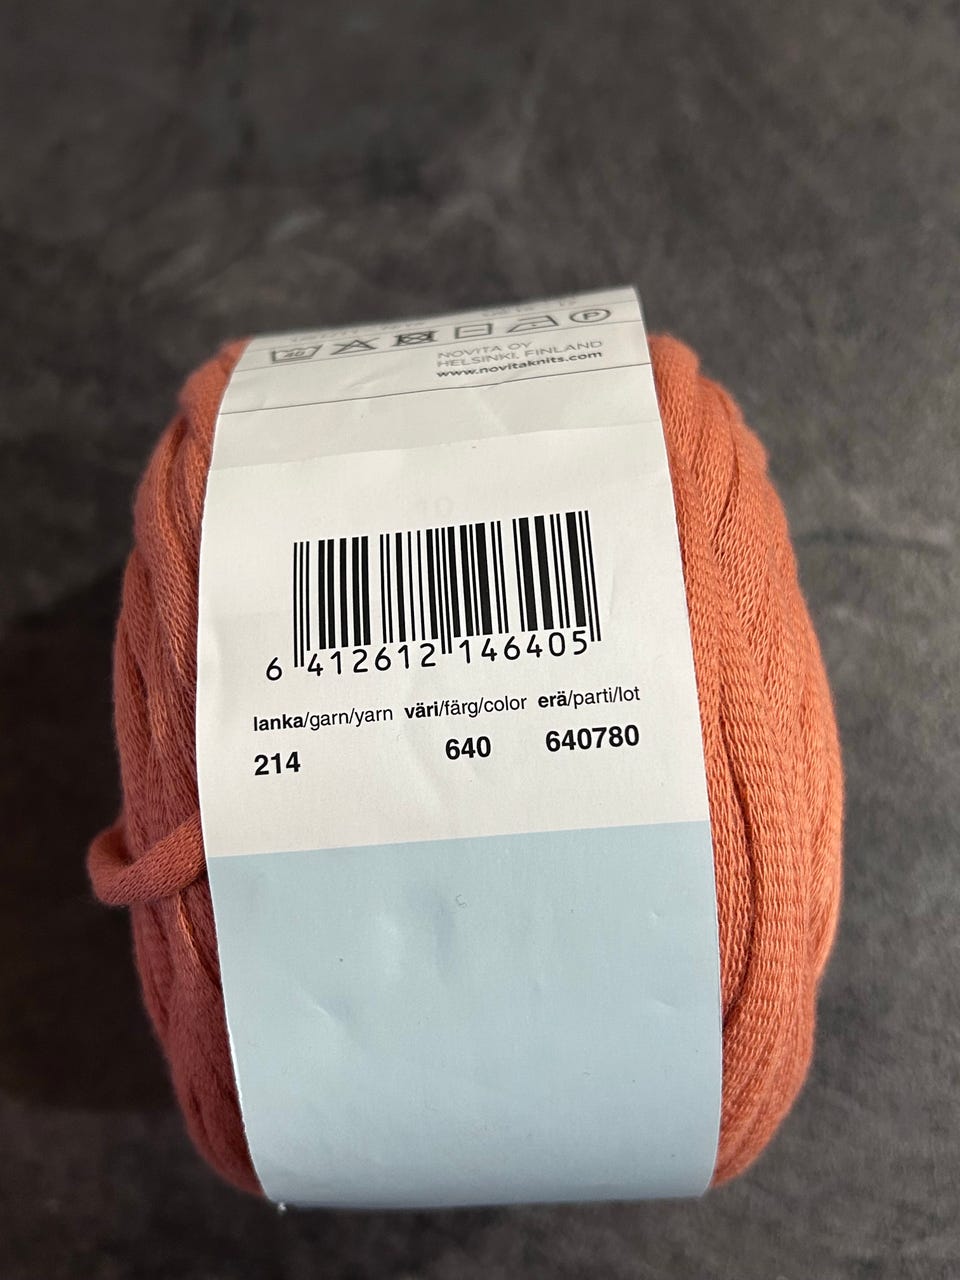 40 P
NOVITA OY
HELSINKI, FINLAND
www.novitaknits.com
6 412612 146405
lanka/garn/yarn väri/färg/color erä/parti/lot
214 640 640780